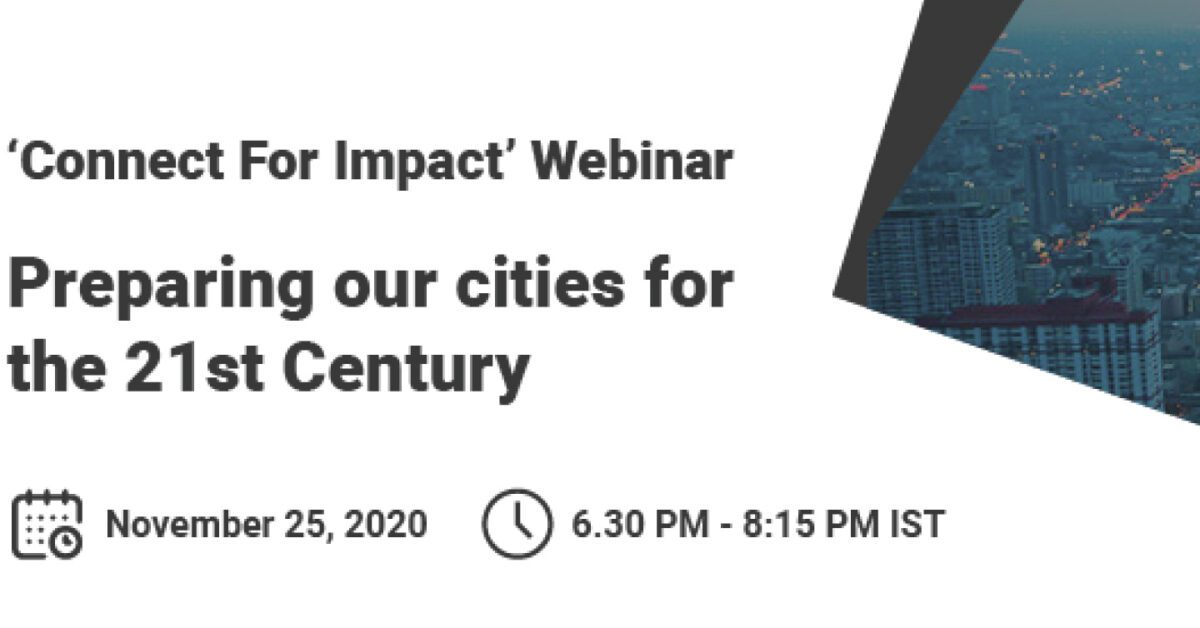 ‘Connect For Impact’ Webinar
Preparing our cities for
the 21st Century
November 25, 2020
6.30 PM - 8:15 PM IST